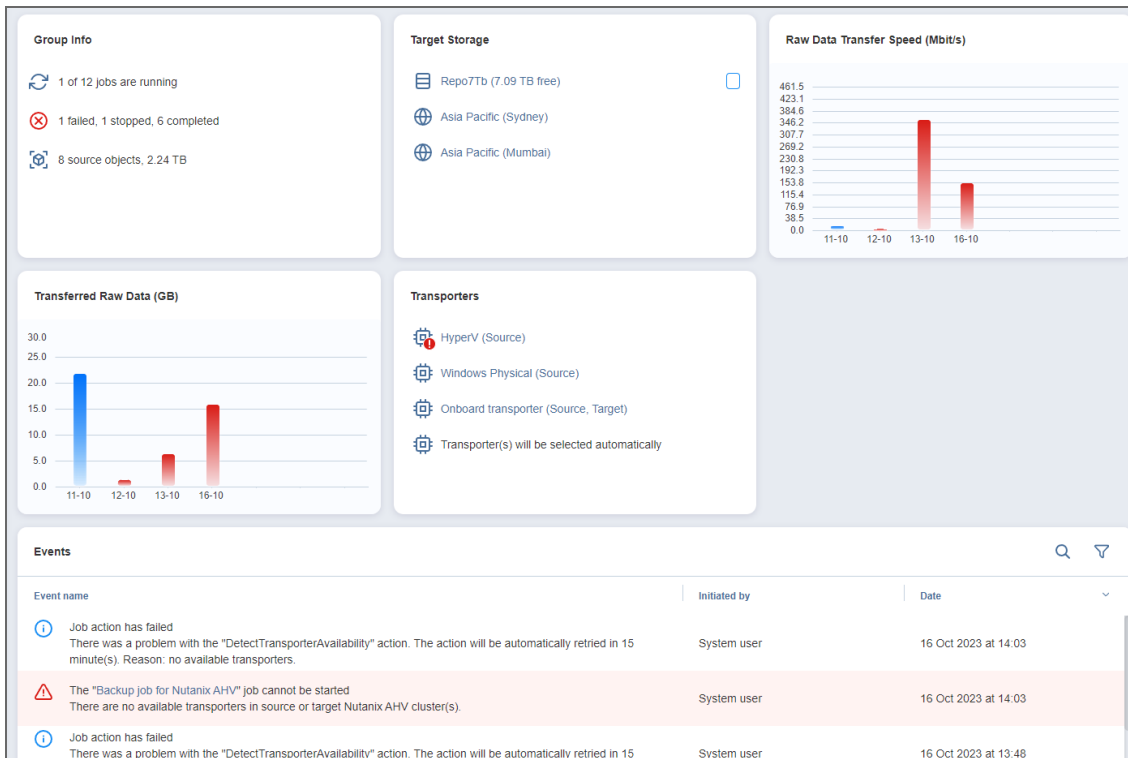 Group Info
1 of 12 jobs are running
1 failed, 1 stopped, 6 completed
8 source objects, 2.24 TB
Target Storage
Repo7Tb (7.09 TB free)
Asia Pacific (Sydney)
Asia Pacific (Mumbai)
Raw Data Transfer Speed (Mbit/s)
461.5
423.1
384.6
346.2
307.7
269.2
230.8
192.3
153.8
115.4
76.9
38.5
0.0
11-10 12-10 13-10 16-10
Transferred Raw Data (GB)
30.0
25.0
20.0
15.0
10.0
5.0
0.0
11-10 12-10 13-10 16-10
Transporters
HyperV (Source)
Windows Physical (Source)
Onboard transporter (Source, Target)
Transporter(s) will be selected automatically
Events
Event name Initiated by Date
Job action has failed
There was a problem with the "DetectTransporterAvailability" action. The action will be automatically retried in 15
minute(s). Reason: no available transporters.
System user 16 Oct 2023 at 14:03
The "Backup job for Nutanix AHV" job cannot be started
There are no available transporters in source or target Nutanix AHV cluster(s).
System user 16 Oct 2023 at 14:03
Job action has failed
There was a problem with the "DetectTransporterAvailability" action. The action will be automatically retried in 15
System user 16 Oct 2023 at 13:48